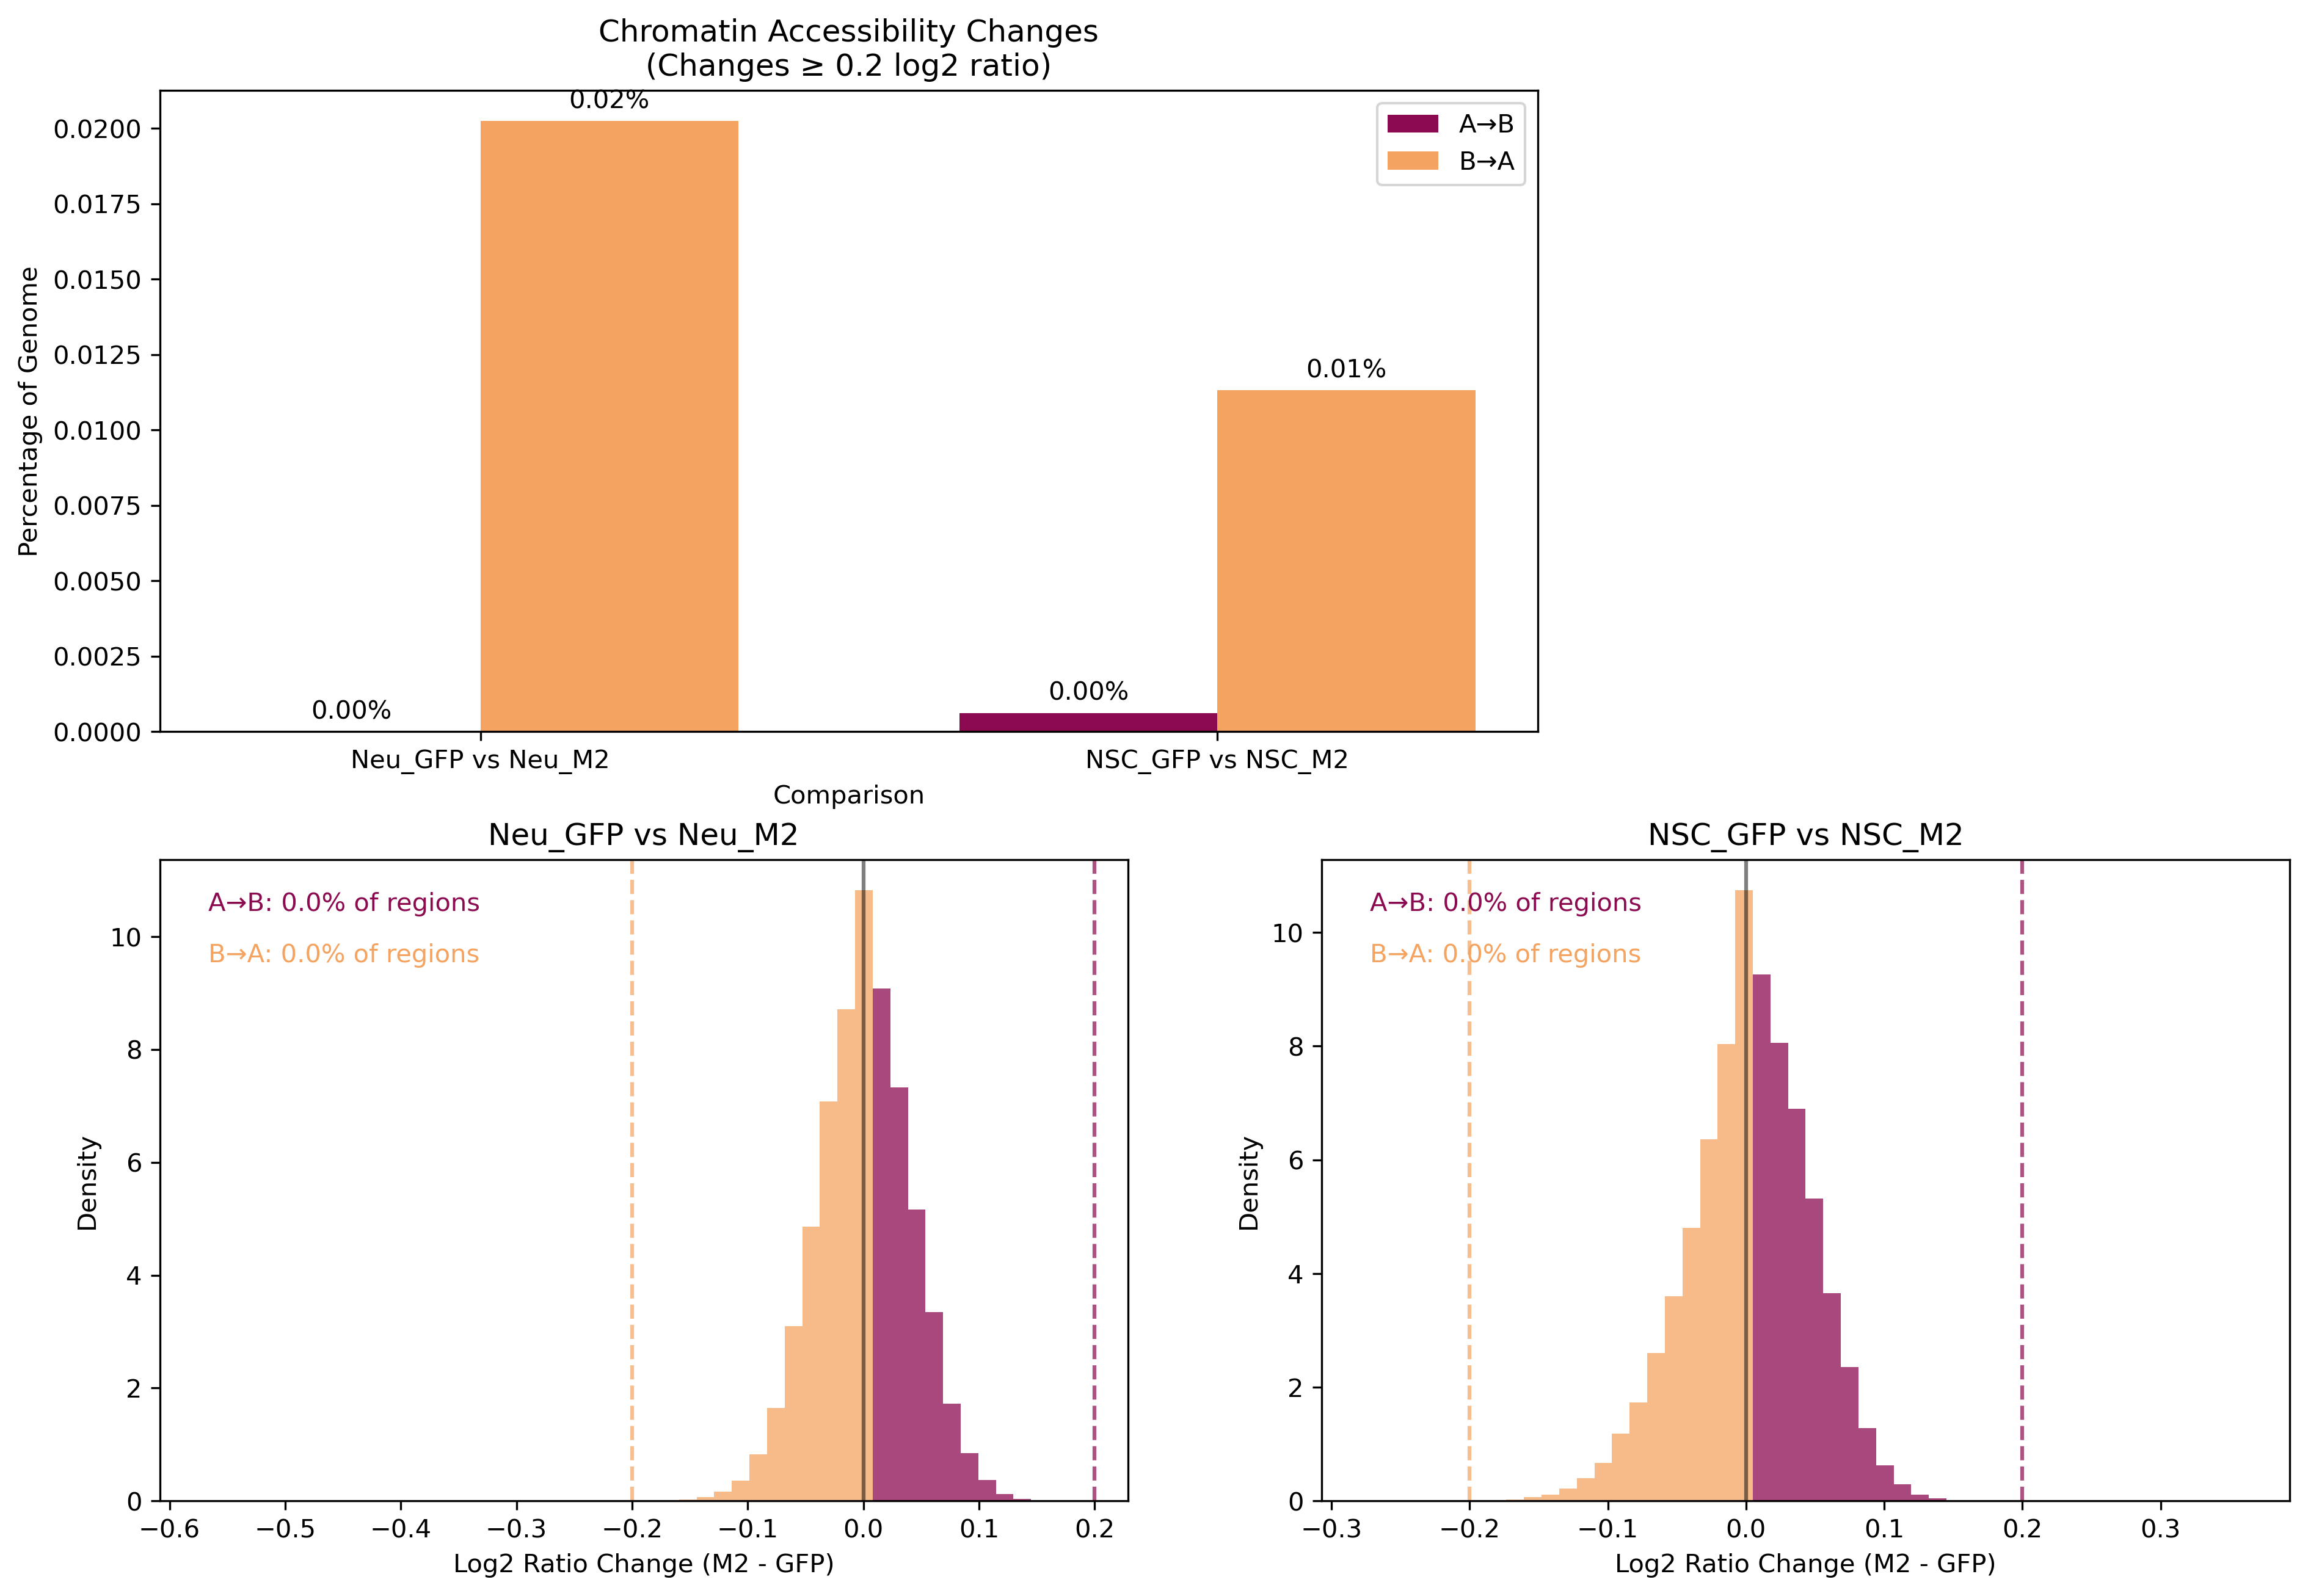 Chromatin Accessibility Changes
(Changes ≥ 0.2 log2 ratio)
Percentage of Genome
0.0200
0.0175
0.0150
0.0125
0.0100
0.0075
0.0050
0.0025
0.0000
0.02%
0.01%
0.00%
0.00%
A→B
B→A
Neu_GFP vs Neu_M2
NSC_GFP vs NSC_M2
Comparison
Neu_GFP vs Neu_M2
A→B: 0.0% of regions
B→A: 0.0% of regions
Density
10
8
6
4
2
0
−0.6 −0.5 −0.4 −0.3 −0.2 −0.1 0.0 0.1 0.2
Log2 Ratio Change (M2 - GFP)
NSC_GFP vs NSC_M2
A→B: 0.0% of regions
B→A: 0.0% of regions
Density
10
8
6
4
2
0
−0.3 −0.2 −0.1 0.0 0.1 0.2 0.3
Log2 Ratio Change (M2 - GFP)